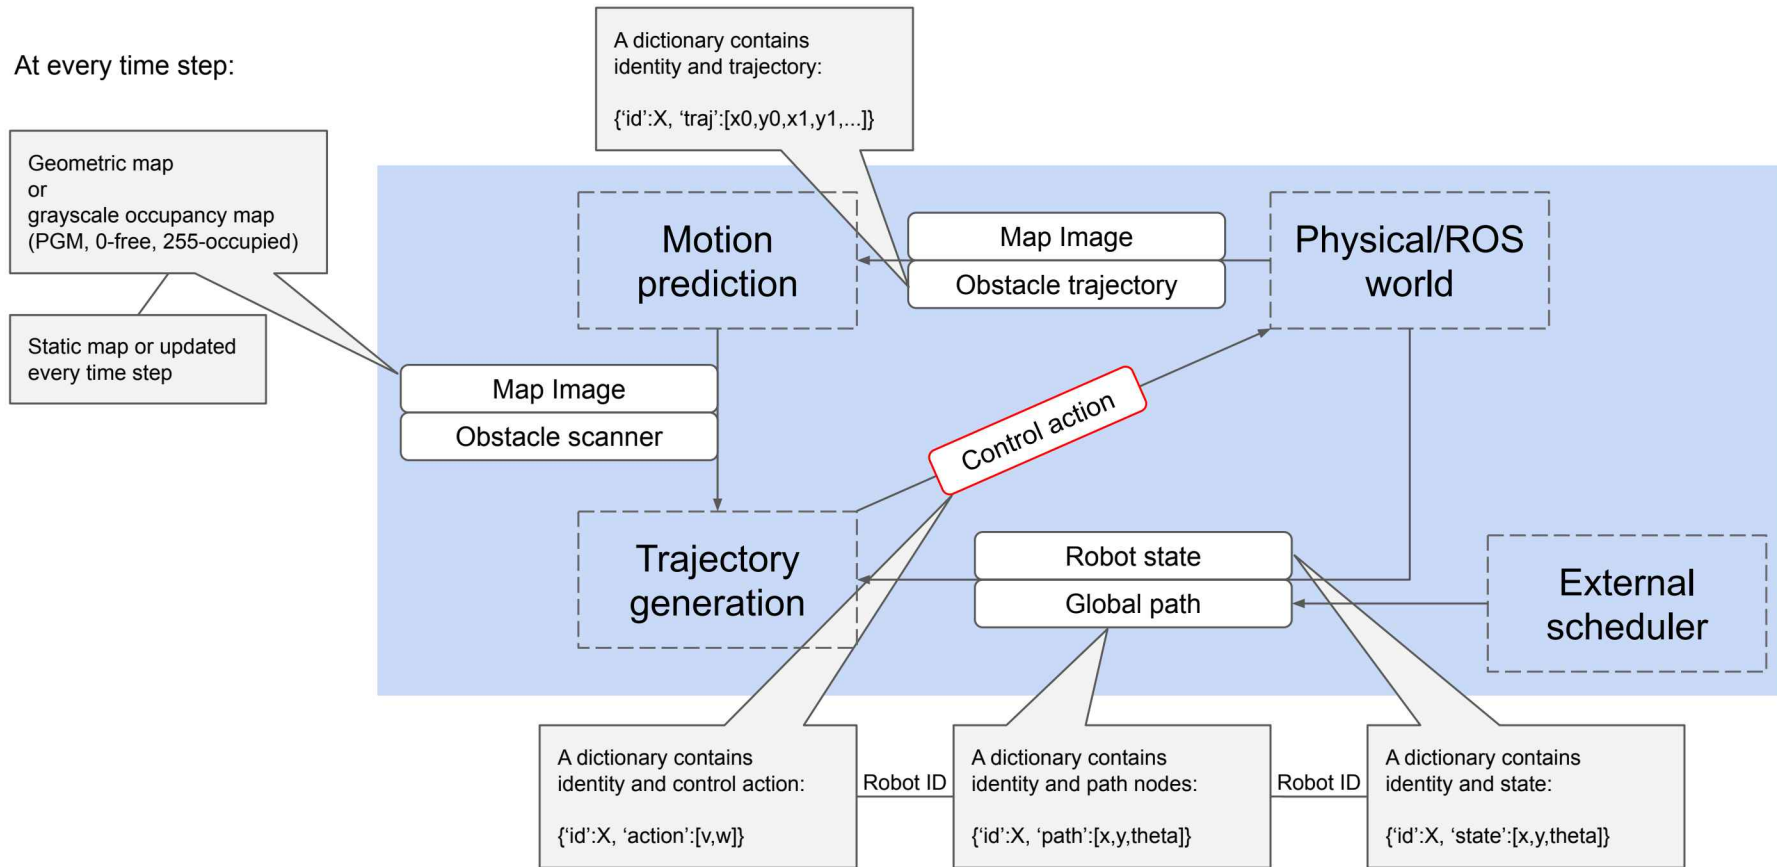 At every time step:
A dictionary contains
identity and trajectory:
{‘id’:X, ‘traj’:[x0,y0,x1,y1,...]}
Geometric map
or
grayscale occupancy map
(PGM, 0-free, 255-occupied)
Static map or updated
every time step
Motion
prediction
Map Image
Obstacle trajectory
Physical/ROS
world
Map Image
Obstacle scanner
Control action
Trajectory
generation
Robot state
Global path
External
scheduler
A dictionary contains
identity and control action:
{‘id’:X, ‘action’:[v,w]}
Robot ID
A dictionary contains
identity and path nodes:
{‘id’:X, ‘path’:[x,y,theta]}
Robot ID
A dictionary contains
identity and state:
{‘id’:X, ‘state’:[x,y,theta]}